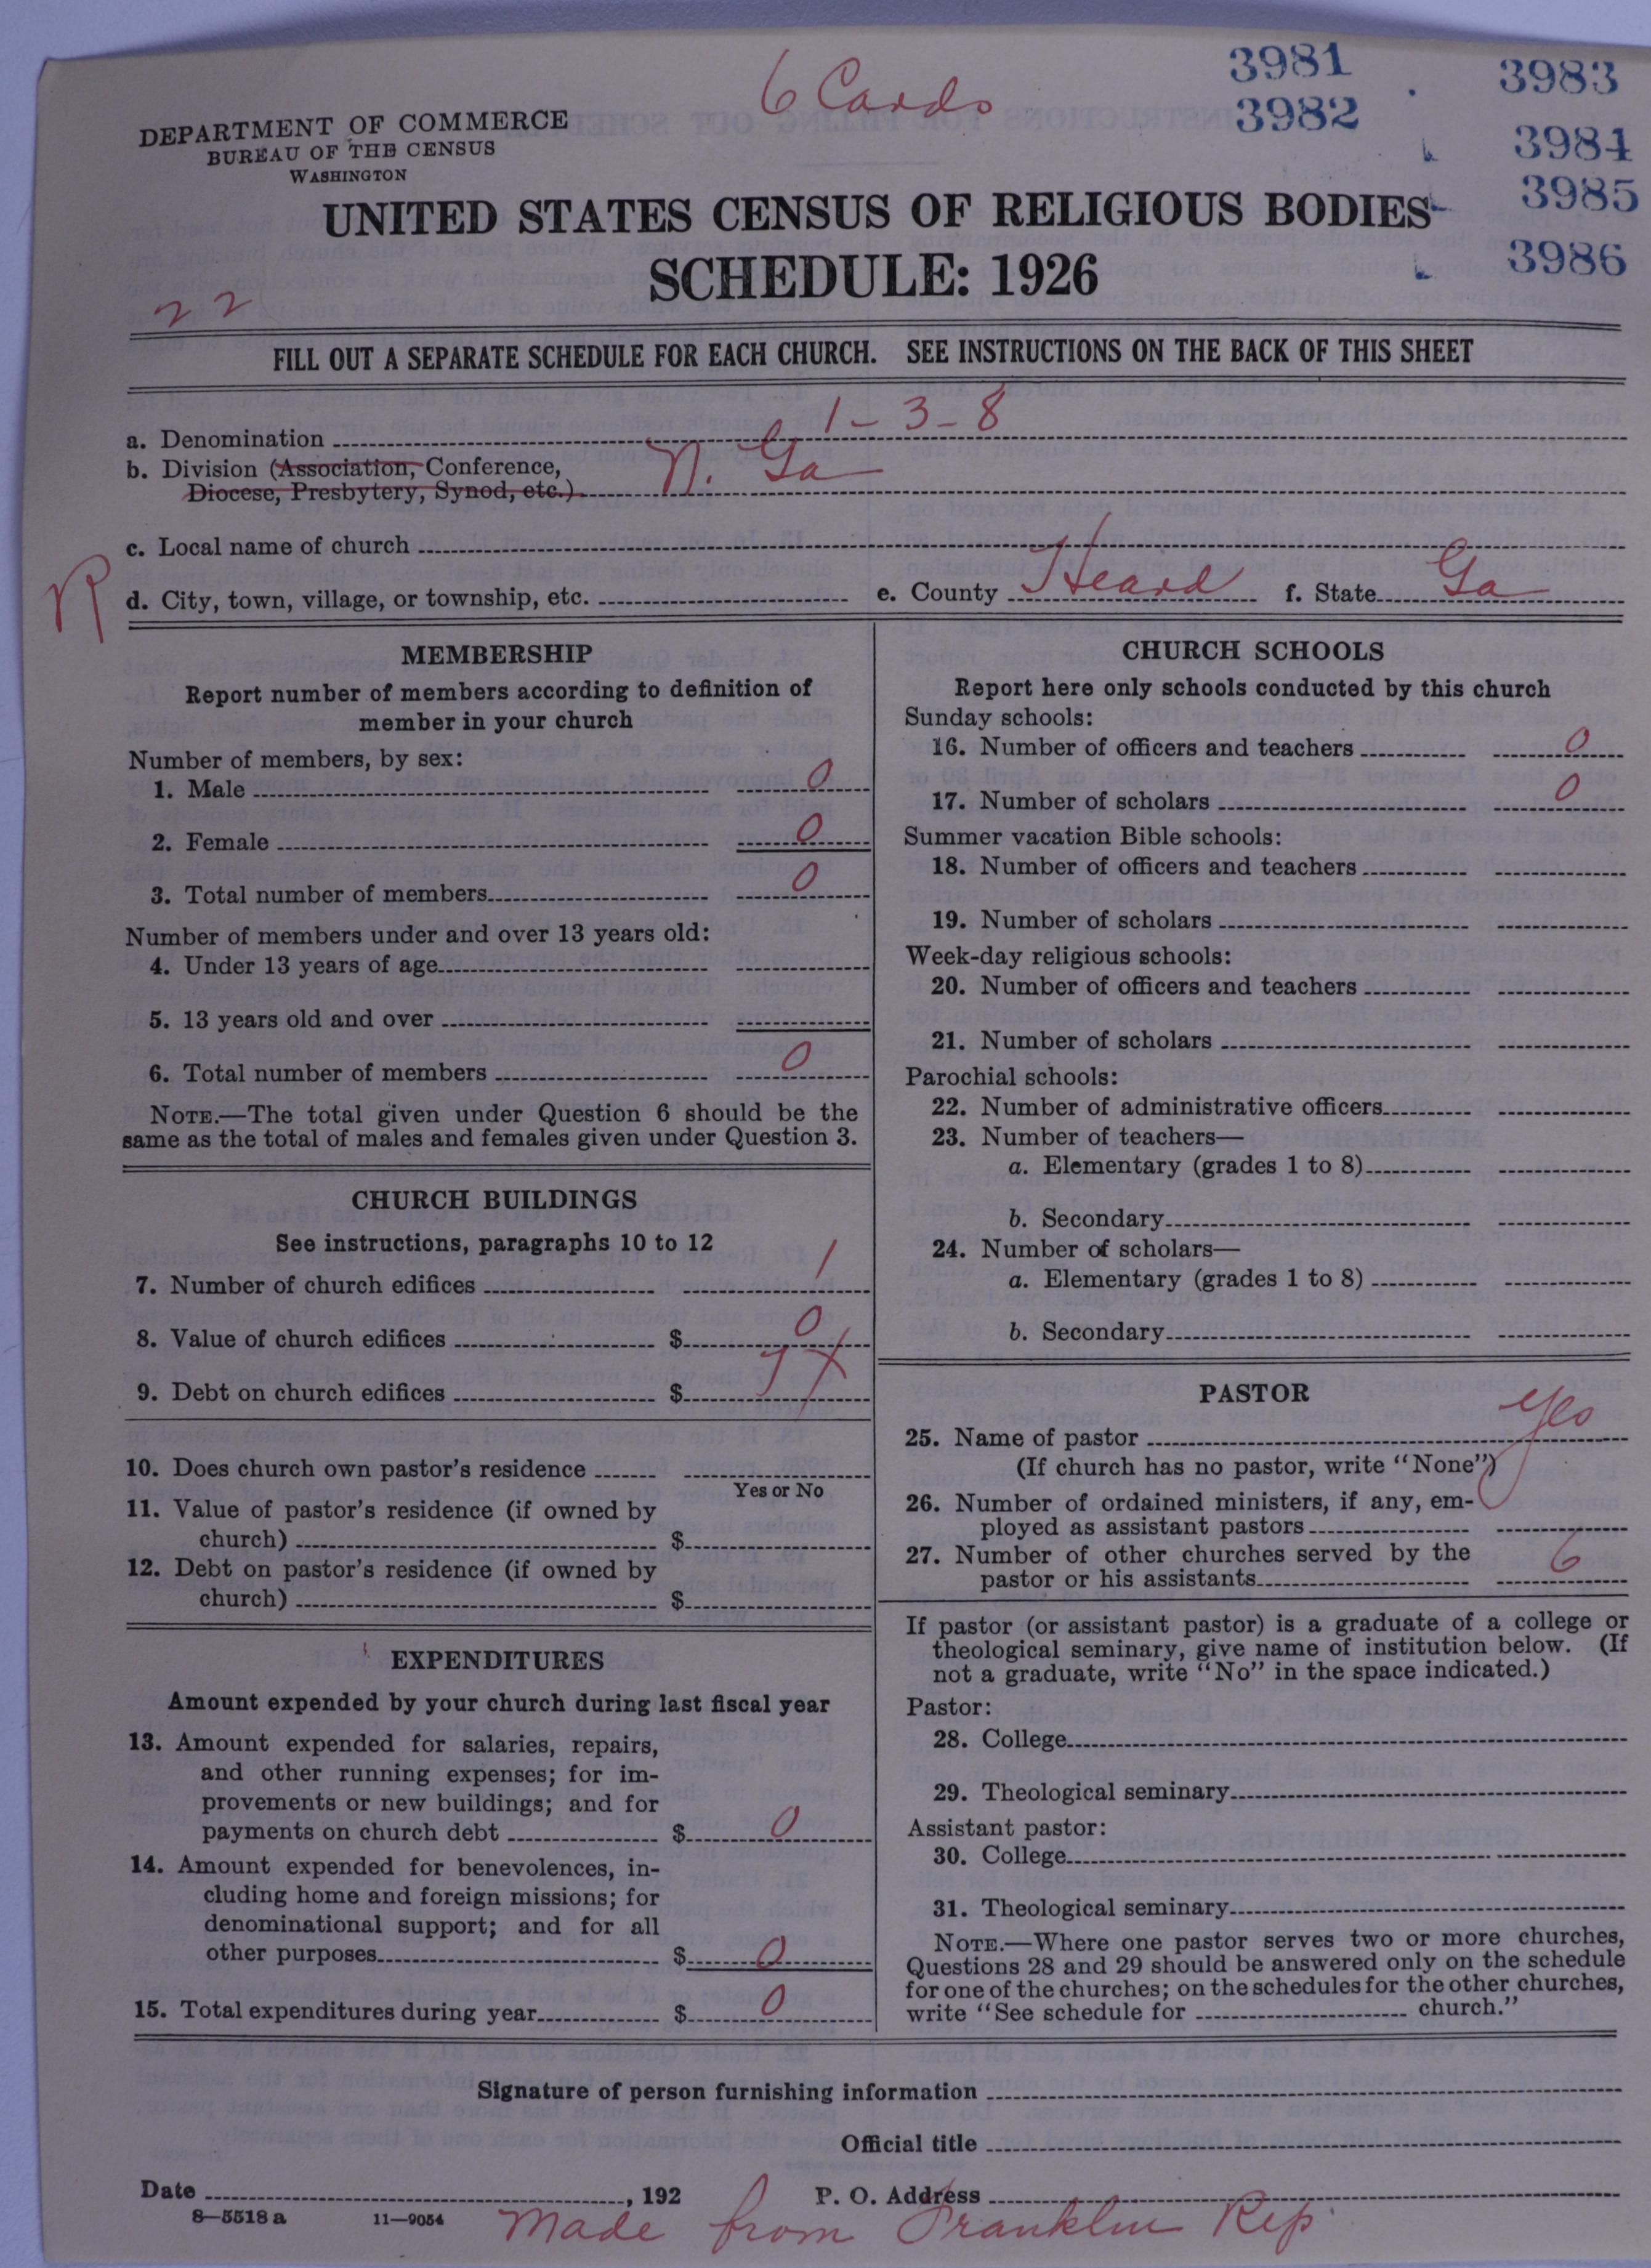 6 Cards
3981
3982
3983
3984
3985
3986
DEPARTMENT OF COMMERCE
BUREAU OF THE CENSUS
WASHINGTON
UNITED STATES CENSUS OF RELIGIOUS BODIES
SCHEDULE: 1926
22
FILL OUT A SEPARATE SCHEDULE FOR EACH CHURCH. SEE INSTRUCTIONS ON THE BACK OF THIS SHEET
a. Denomination 1-3-8
b. Division (Association, Conference,
Diocese, Presbytery, Synod, etc.) N. Ga
c. Local name of church
R
d. City, town, village, or township, etc. e. County Heard f. State Ga
MEMBERSHIP
Report number of members according to definition of
member in your church
Number of members, by sex:
1. Male 0
2. Female 0
3. Total number of members 0
Number of members under and over 13 years old:
4. Under 13 years of age
5. 13 years old and over
6. Total number of members 0
NOTE.—The total given under Question 6 should be the
same as the total of males and females given under Question 3.
CHURCH BUILDINGS
See instructions, paragraphs 10 to 12
7. Number of church edifices 1
8. Value of church edifices $ 0
9. Debt on church edifices $
10. Does church own pastor's residence
Yes or No
11. Value of pastor's residence (if owned by
church) $
12. Debt on pastor's residence (if owned by
church) $
EXPENDITURES
Amount expended by your church during last fiscal year
13. Amount expended for salaries, repairs,
and other running expenses; for im-
provements or new buildings; and for
payments on church debt $ 0
14. Amount expended for benevolences, in-
cluding home and foreign missions; for
denominational support; and for all
other purposes $ 0
15. Total expenditures during year $ 0
CHURCH SCHOOLS
Report here only schools conducted by this church
Sunday schools:
16. Number of officers and teachers 0
17. Number of scholars 0
Summer vacation Bible schools:
18. Number of officers and teachers
19. Number of scholars
Week-day religious schools:
20. Number of officers and teachers
21. Number of scholars
Parochial schools:
22. Number of administrative officers
23. Number of teachers—
a. Elementary (grades 1 to 8)
b. Secondary
24. Number of scholars—
a. Elementary (grades 1 to 8)
b. Secondary
PASTOR
25. Name of pastor Yes
(If church has no pastor, write "None")
26. Number of ordained ministers, if any, em-
ployed as assistant pastors
27. Number of other churches served by the
pastor or his assistants 6
If pastor (or assistant pastor) is a graduate of a college or
theological seminary, give name of institution below. (If
not a graduate, write "No" in the space indicated.)
Pastor:
28. College
29. Theological seminary
Assistant pastor:
30. College
31. Theological seminary
NOTE.—Where one pastor serves two or more churches,
Questions 28 and 29 should be answered only on the schedule
for one of the churches; on the schedules for the other churches,
write "See schedule for church."
Signature of person furnishing information
Official title
Date , 192 P. O. Address
8—5518 a 11—9054
Made from Franklin Rep